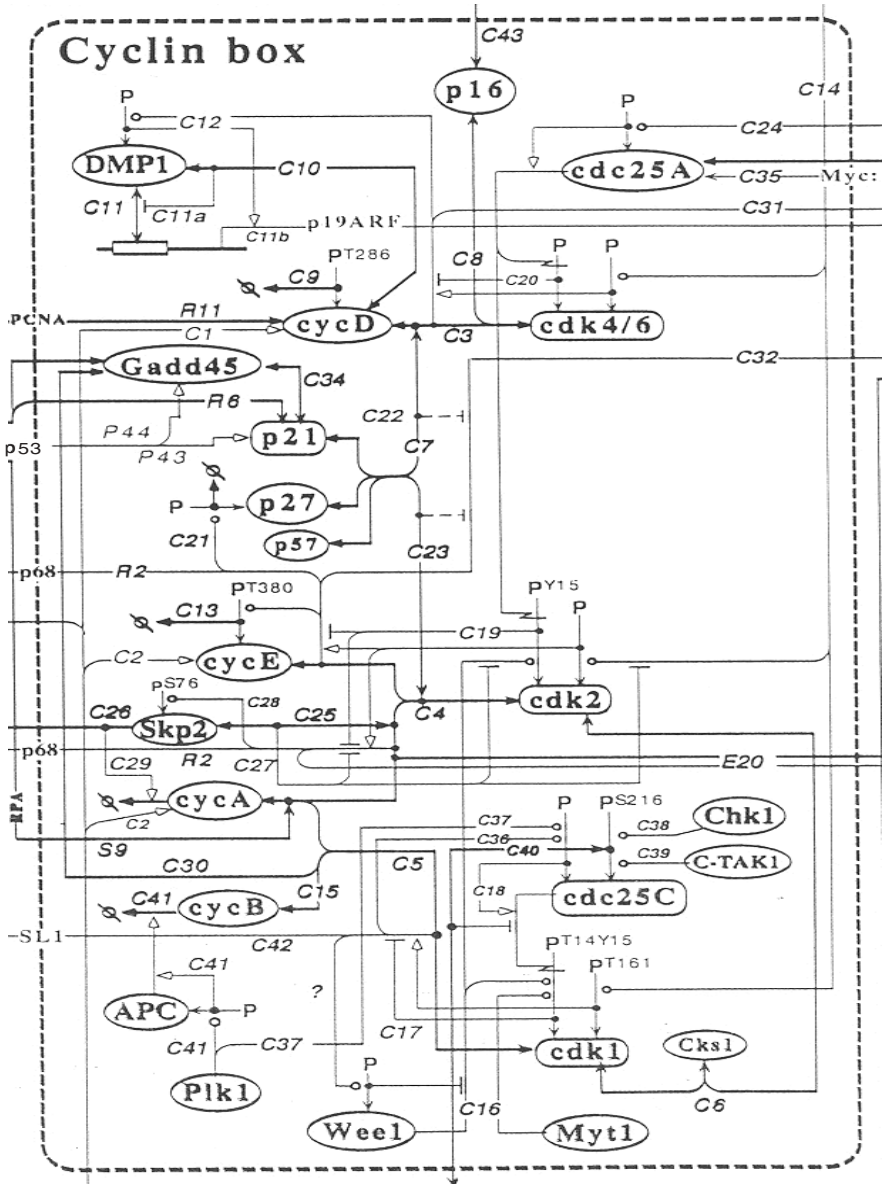 Cyclin box
C43
p16
P
C12
C14
P
C24
DMP1
C10
cdc25A
C35
Myc:
C11
C11a
C31
p19ARF
C11b
PT286
C8
P
P
C9
C20
PCNA
R11
C1
cycD
C3
cdk4/6
Gadd45
C34
C32
R6
P44
C22
p53
P43
p21
C7
P
p27
p57
C21
C23
p68
R2
PT380
PY15
P
C13
C19
C2
cycE
PS76
C28
cdk2
C26
Skp2
C25
C4
p68
R2
C27
E20
C29
RPA
cycA
C2
C37
P
PS216
Chk1
C36
C38
S9
C40
C39
C-TAK1
C30
C5
C15
C18
cdc25C
C41
cycB
SL1
C42
PT14Y15
C41
?
PT161
APC
P
C17
C41
C37
cdk1
Cks1
P
Plk1
C16
C6
Wee1
Myt1